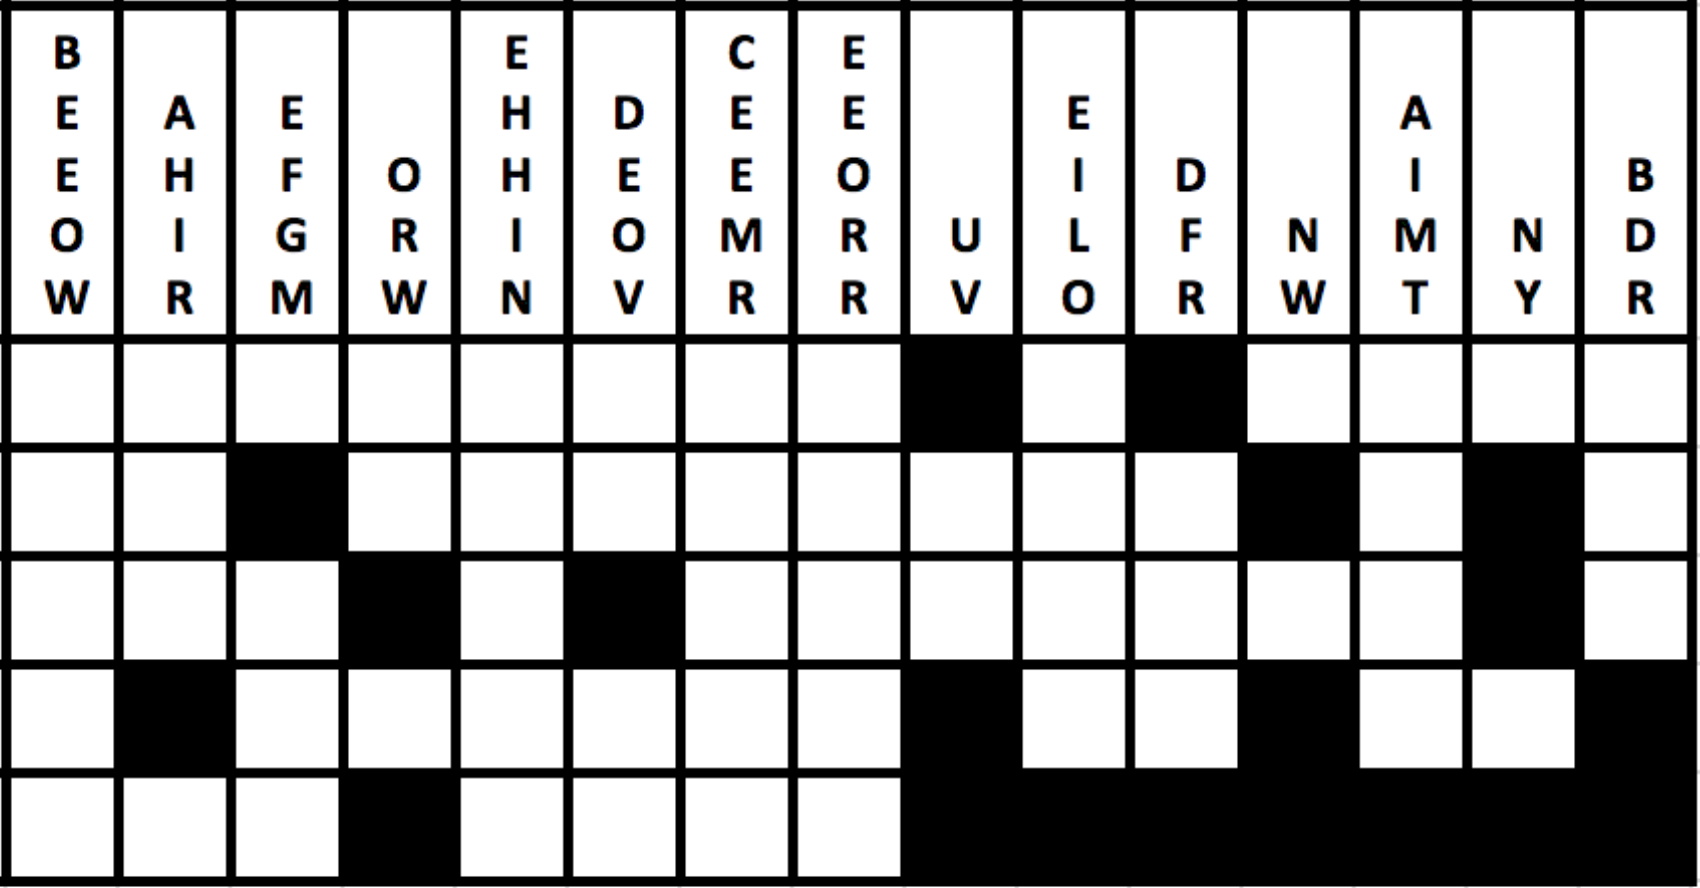 B E E O W
A H I R
E F G M
O R W
E H H I N
D E O V
C E E M R
E E O R R
U V
E I L O
D F R
N W
A I M T
N Y
B D R